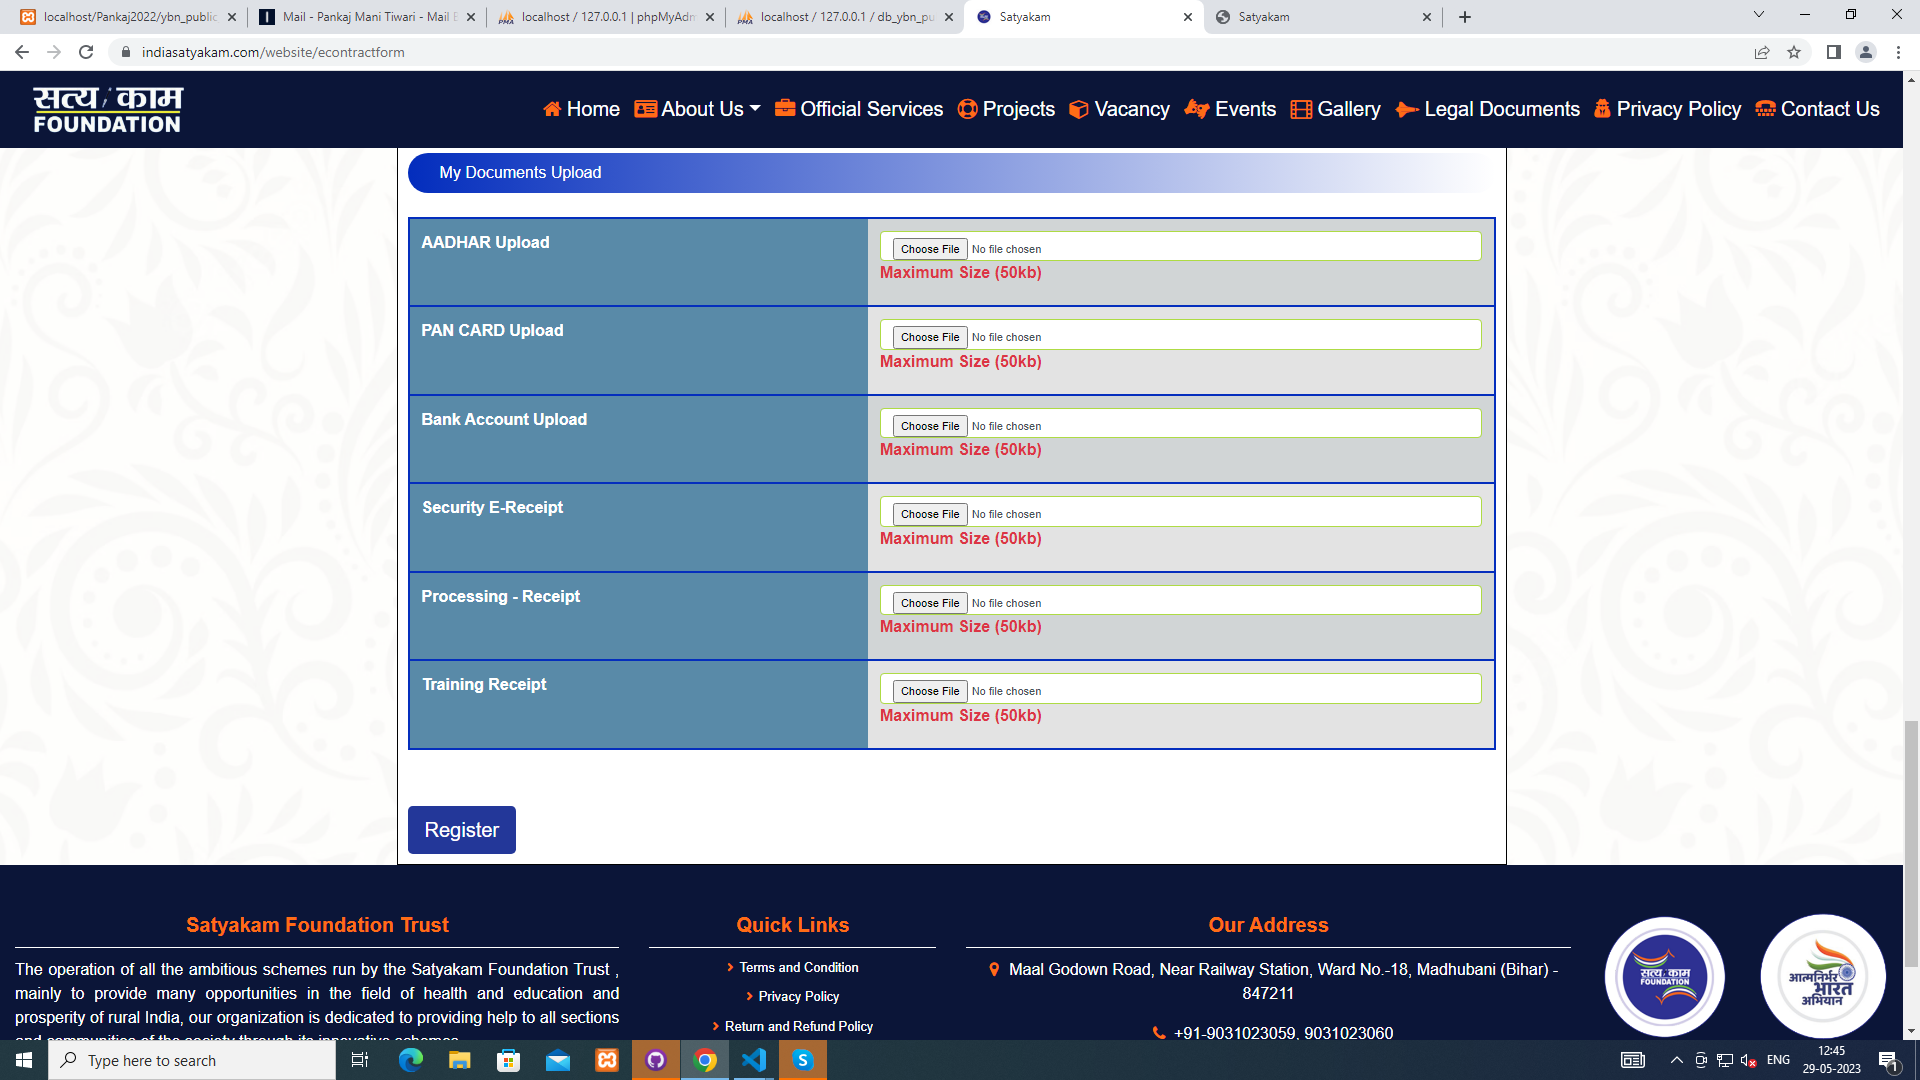 localhost/Pankaj2022/ybn_public
Mail - Pankaj Mani Tiwari - Mail
localhost / 127.0.0.1 | phpMyAdm
localhost / 127.0.0.1 / db_ybn_pu
Satyakam
Satyakam
indiasatyakam.com/website/econtractform
सत्य काम
FOUNDATION
Home
About Us
Official Services
Projects
Vacancy
Events
Gallery
Legal Documents
Privacy Policy
Contact Us
My Documents Upload
AADHAR Upload
Choose File No file chosen
Maximum Size (50kb)
PAN CARD Upload
Choose File No file chosen
Maximum Size (50kb)
Bank Account Upload
Choose File No file chosen
Maximum Size (50kb)
Security E-Receipt
Choose File No file chosen
Maximum Size (50kb)
Processing - Receipt
Choose File No file chosen
Maximum Size (50kb)
Training Receipt
Choose File No file chosen
Maximum Size (50kb)
Register
Satyakam Foundation Trust
The operation of all the ambitious schemes run by the Satyakam Foundation Trust ,
mainly to provide many opportunities in the field of health and education and
prosperity of rural India, our organization is dedicated to providing help to all sections
and communities of the society through its innovative schemes
Quick Links
Terms and Condition
Privacy Policy
Return and Refund Policy
Our Address
Maal Godown Road, Near Railway Station, Ward No.-18, Madhubani (Bihar) -
847211
+91-9031023059, 9031023060
सत्य काम
FOUNDATION
आत्मनिर्भर
भारत
अभियान
Type here to search
ENG
12:45
29-05-2023
1